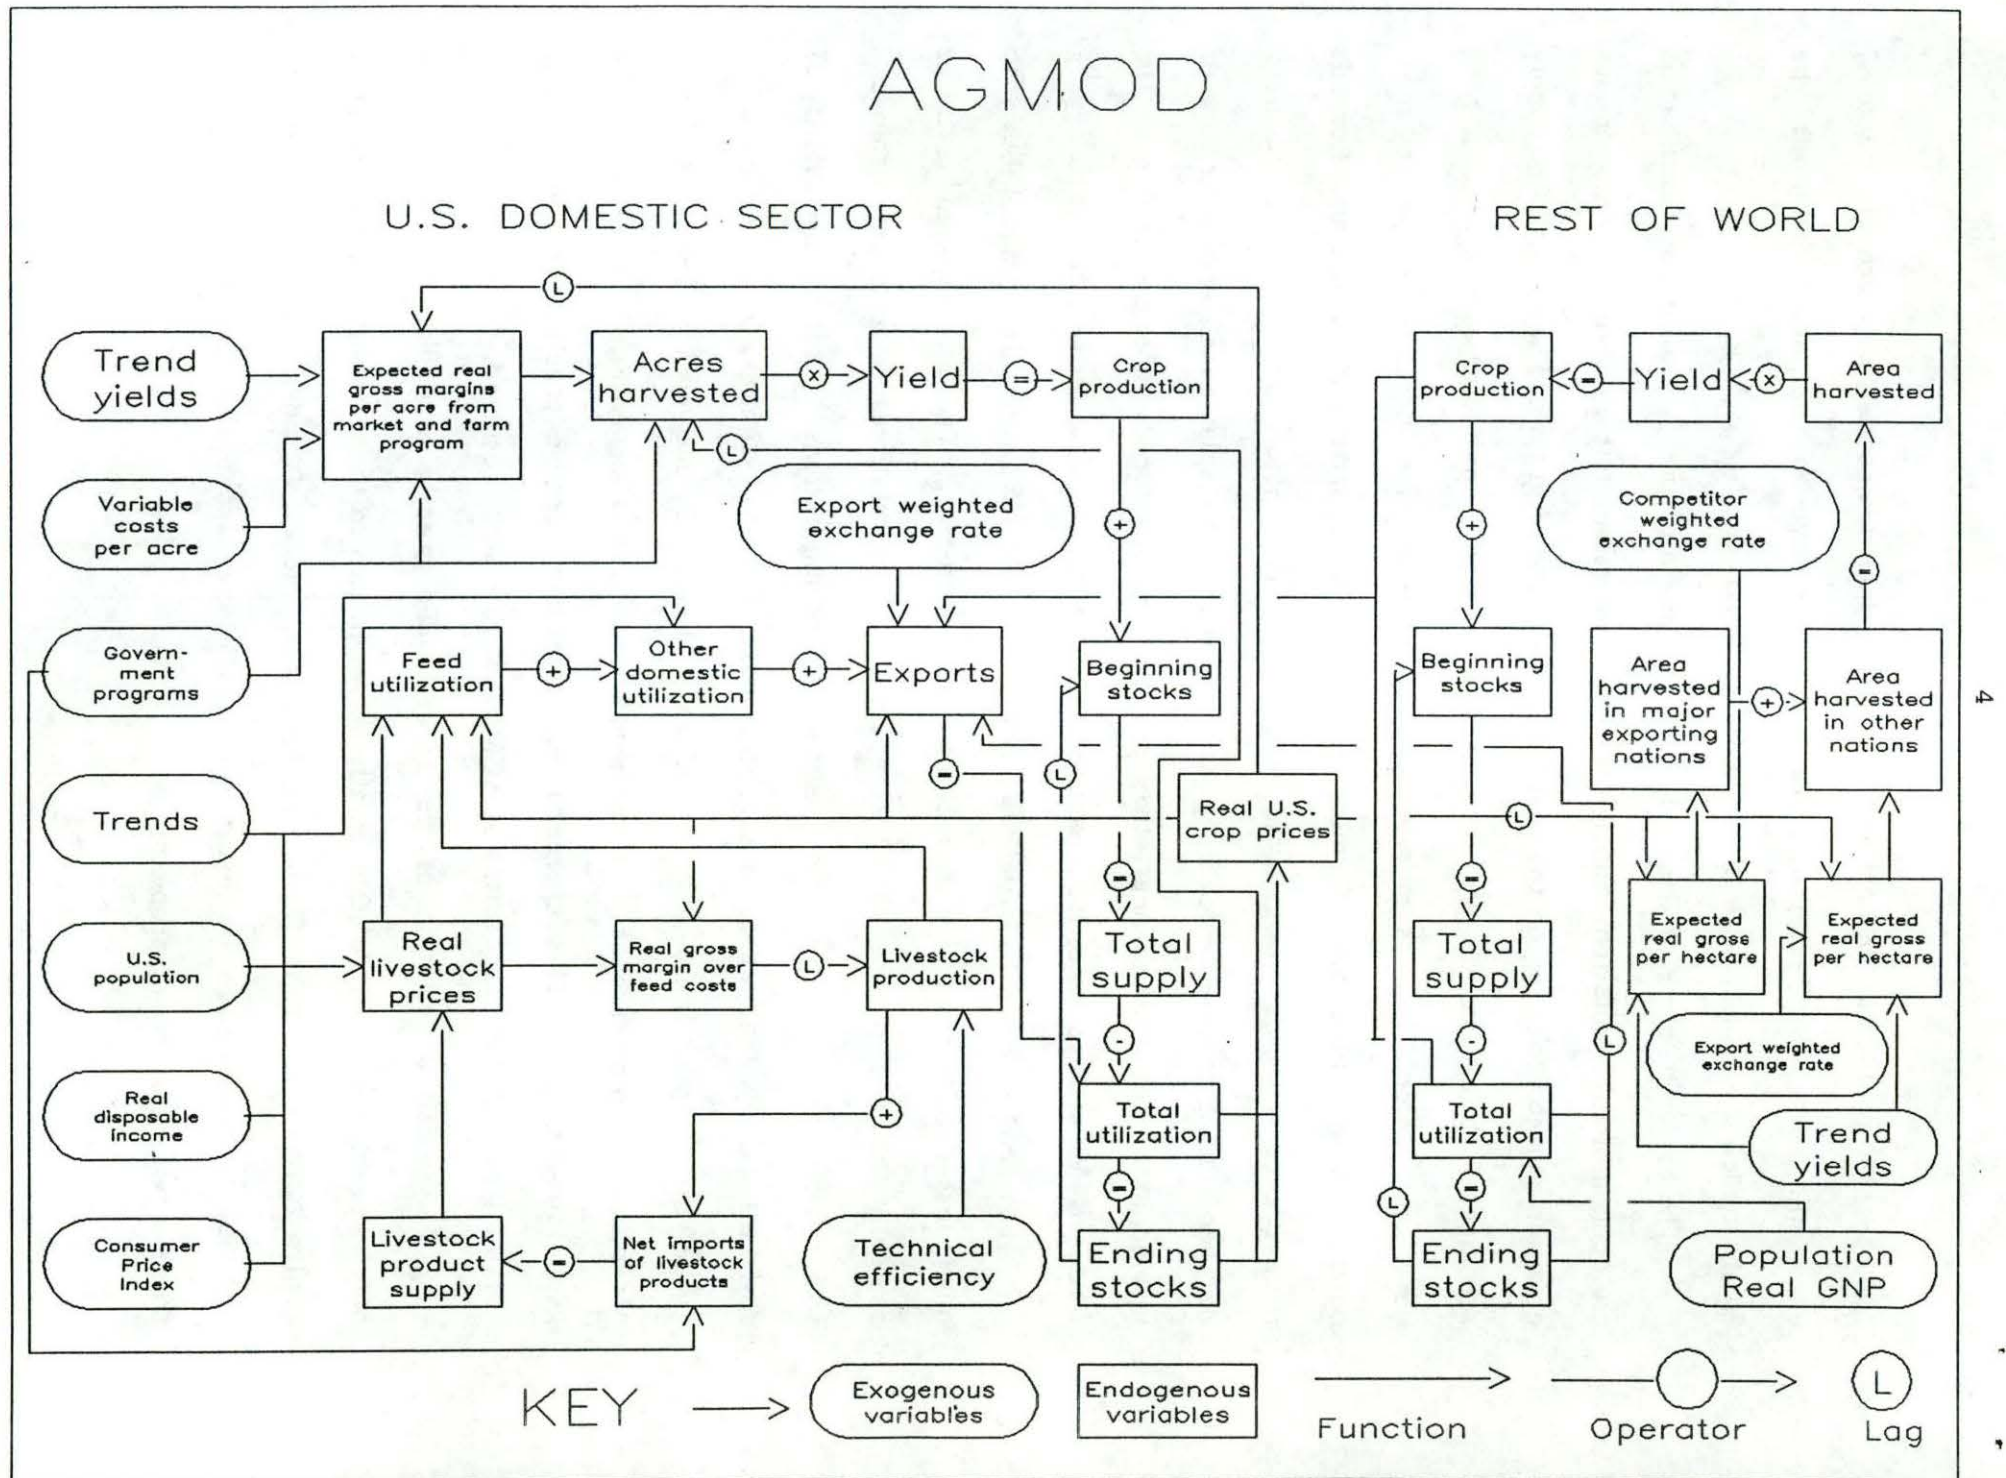 AGMOD
U.S. DOMESTIC SECTOR
REST OF WORLD
L
Trend
yields
Expected real
gross margins
per acre from
market and farm
program
Acres
harvested
x
Yield
=
Crop
production
Crop
production
=
Yield
x
Area
harvested
L
Variable
costs
per acre
Export weighted
exchange rate
+
+
Competitor
weighted
exchange rate
=
Govern-
ment
programs
Feed
utilization
+
Other
domestic
utilization
+
Exports
Beginning
stocks
Beginning
stocks
Area
harvested
in major
exporting
nations
+
Area
harvested
in other
nations
4
=
L
Trends
Real U.S.
crop prices
L
=
=
U.S.
population
Real
livestock
prices
Real gross
margin over
feed costs
L
Livestock
production
Total
supply
Total
supply
Expected
real gross
per hectare
Expected
real gross
per hectare
-
-
L
Export weighted
exchange rate
Real
disposable
income
+
Total
utilization
Total
utilization
Trend
yields
=
L
=
Consumer
Price
Index
Livestock
product
supply
=
Net imports
of livestock
products
Technical
efficiency
Ending
stocks
Ending
stocks
Population
Real GNP
KEY
Exogenous
variables
Endogenous
variables
Function
Operator
L
Lag